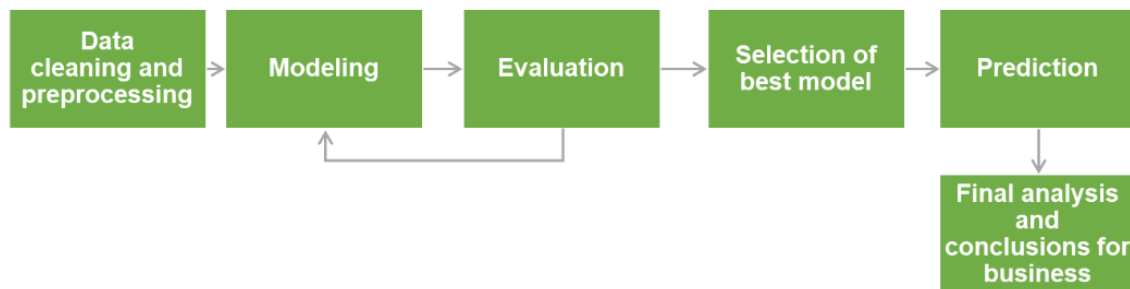 Data
cleaning and
preprocessing
Modeling
Evaluation
Selection of
best model
Prediction
Final analysis
and
conclusions for
business